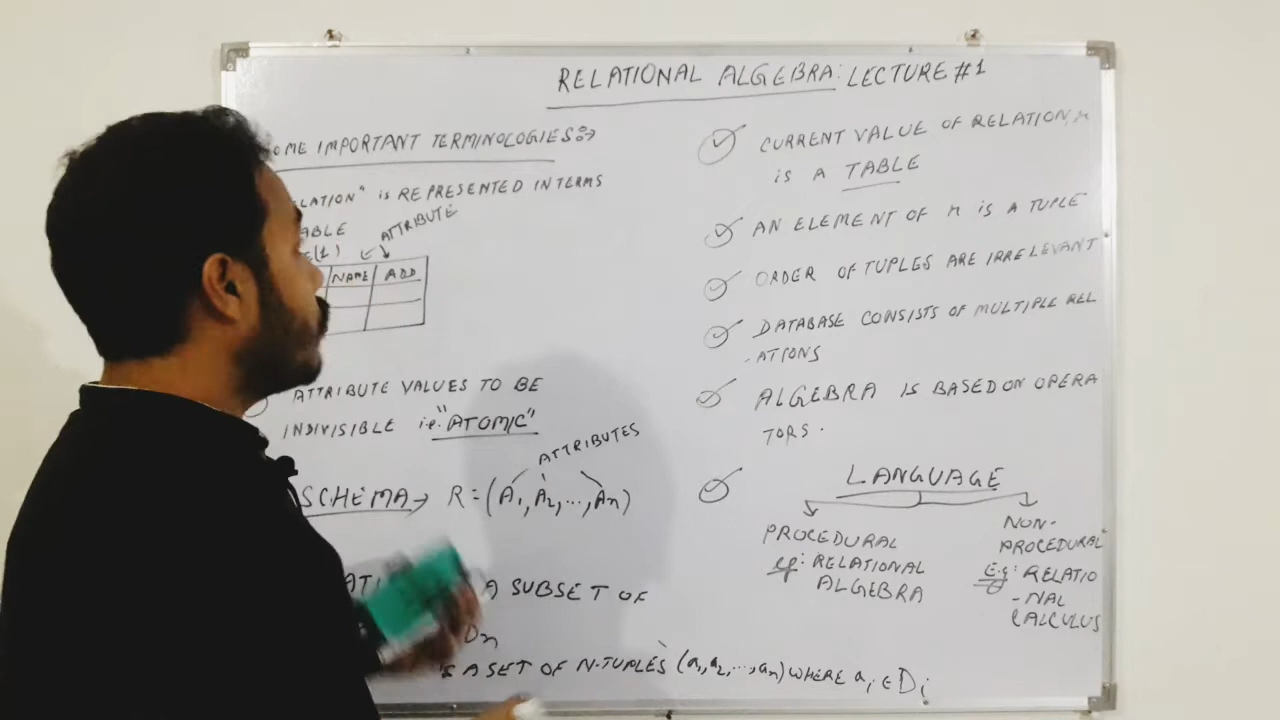 RELATIONAL ALGEBRA: LECTURE #1
OME IMPORTANT TERMINOLOGIES:→
LATION" iS REPRESENTED IN TERMS
ABLE
ATTRIBUTE
(1)
NAME ADD
ATTRIBUTE VALUES TO BE
INDIVISIBLE i.e. "ATOMIC"
ATTRIBUTES
SCHEMA → R = (A1, A2, ..., An)
A SUBSET OF
Dn
A SET OF N-TUPLES (a1, a2, ..., an) WHERE ai ∈ Di
CURRENT VALUE OF RELATION, r
iS A TABLE
AN ELEMENT OF r iS A TUPLE
ORDER OF TUPLES ARE IRRELEVANT
DATABASE CONSISTS OF MULTIPLE REL
-ATIONS
ALGEBRA iS BASED ON OPERA
TORS.
LANGUAGE
PROCEDURAL
eg: RELATIONAL
ALGEBRA
NON-
PROCEDURAL
E.g: RELATIO
-NAL
CALCULUS